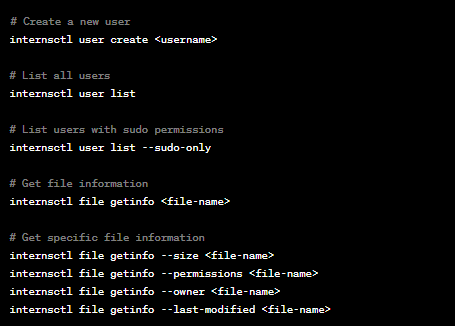 # Create a new user
internsctl user create <username>
# List all users
internsctl user list
# List users with sudo permissions
internsctl user list --sudo-only
# Get file information
internsctl file getinfo <file-name>
# Get specific file information
internsctl file getinfo --size <file-name>
internsctl file getinfo --permissions <file-name>
internsctl file getinfo --owner <file-name>
internsctl file getinfo --last-modified <file-name>